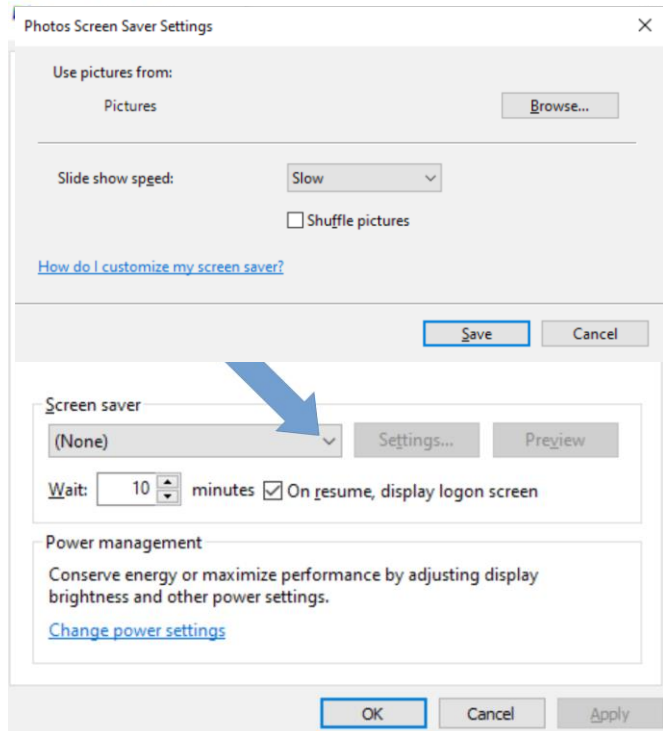 Photos Screen Saver Settings
Use pictures from:
Pictures
Browse...
Slide show speed:
Slow
Shuffle pictures
How do I customize my screen saver?
Save
Cancel
Screen saver
(None)
Settings...
Preview
Wait:
10
minutes
On resume, display logon screen
Power management
Conserve energy or maximize performance by adjusting display
brightness and other power settings.
Change power settings
OK
Cancel
Apply